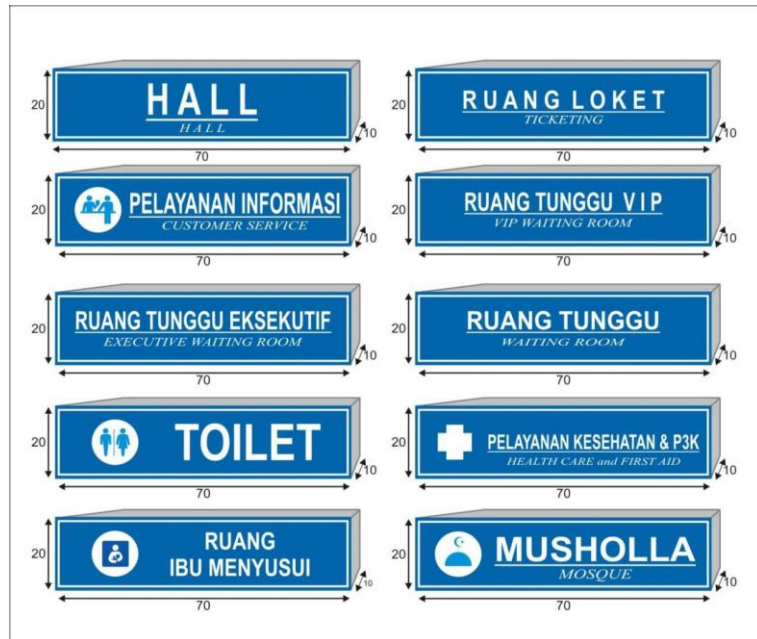 HALL
HALL
20
10
70
RUANG LOKET
TICKETING
20
10
70
PELAYANAN INFORMASI
CUSTOMER SERVICE
20
10
70
RUANG TUNGGU VIP
VIP WAITING ROOM
20
10
70
RUANG TUNGGU EKSEKUTIF
EXECUTIVE WAITING ROOM
20
10
70
RUANG TUNGGU
WAITING ROOM
20
10
70
TOILET
20
10
70
PELAYANAN KESEHATAN & P3K
HEALTH CARE and FIRST AID
20
10
70
RUANG
IBU MENYUSUI
20
10
70
MUSHOLLA
MOSQUE
20
10
70